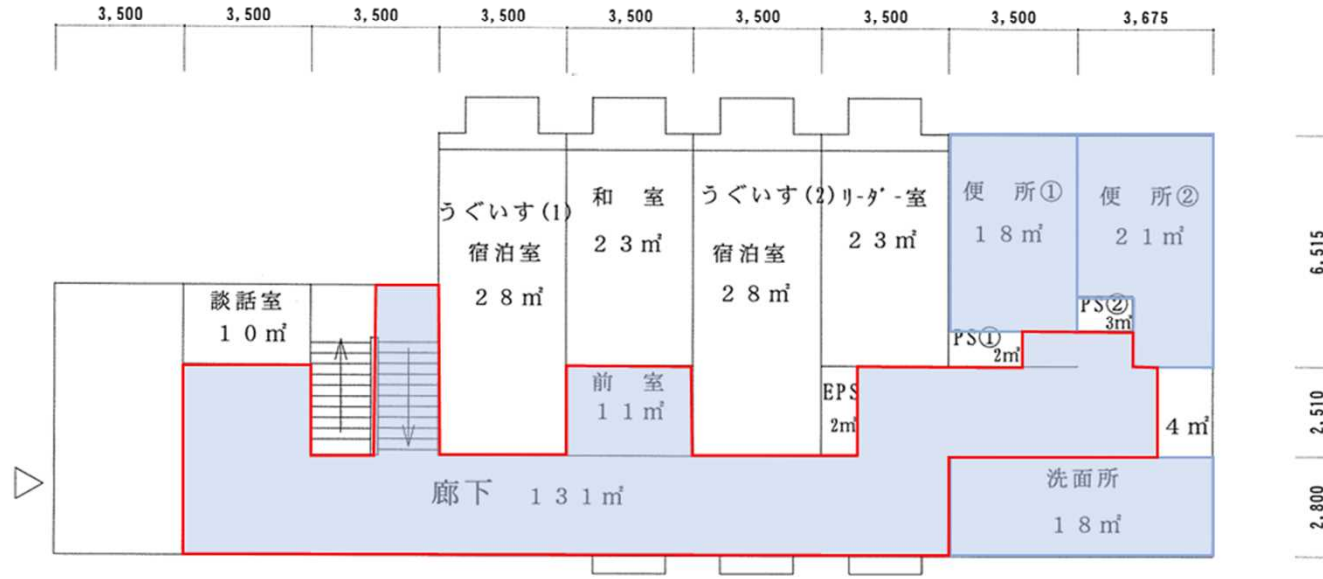 3,500 3,500 3,500 3,500 3,500 3,500 3,500 3,500 3,675
うぐいす(1)
宿泊室
28㎡
和室
23㎡
うぐいす(2)
宿泊室
28㎡
リーダー室
23㎡
便所①
18㎡
便所②
21㎡
6,515
談話室
10㎡
PS①
2㎡
PS②
3㎡
前室
11㎡
EPS
2㎡
4㎡
2,510
廊下 131㎡
洗面所
18㎡
2,800